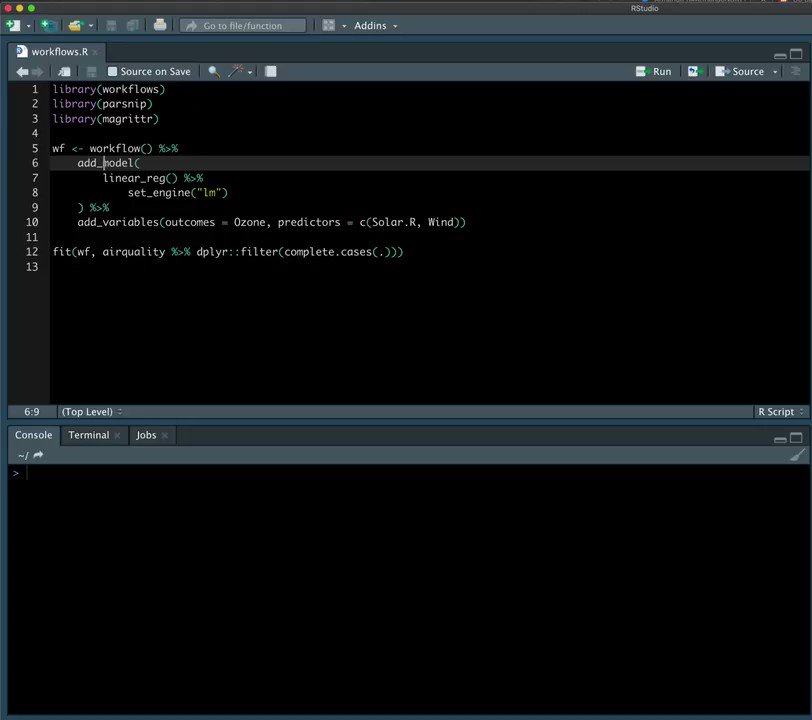 RStudio
Go to file/function
Addins
workflows.R
Source on Save
Run
Source
1 library(workflows)
2 library(parsnip)
3 library(magrittr)
4
5 wf <- workflow() %>%
6     add_model(
7         linear_reg() %>%
8             set_engine("lm")
9     ) %>%
10     add_variables(outcomes = Ozone, predictors = c(Solar.R, Wind))
11
12 fit(wf, airquality %>% dplyr::filter(complete.cases(.)))
13
6:9 (Top Level) R Script
Console Terminal Jobs
~/
>